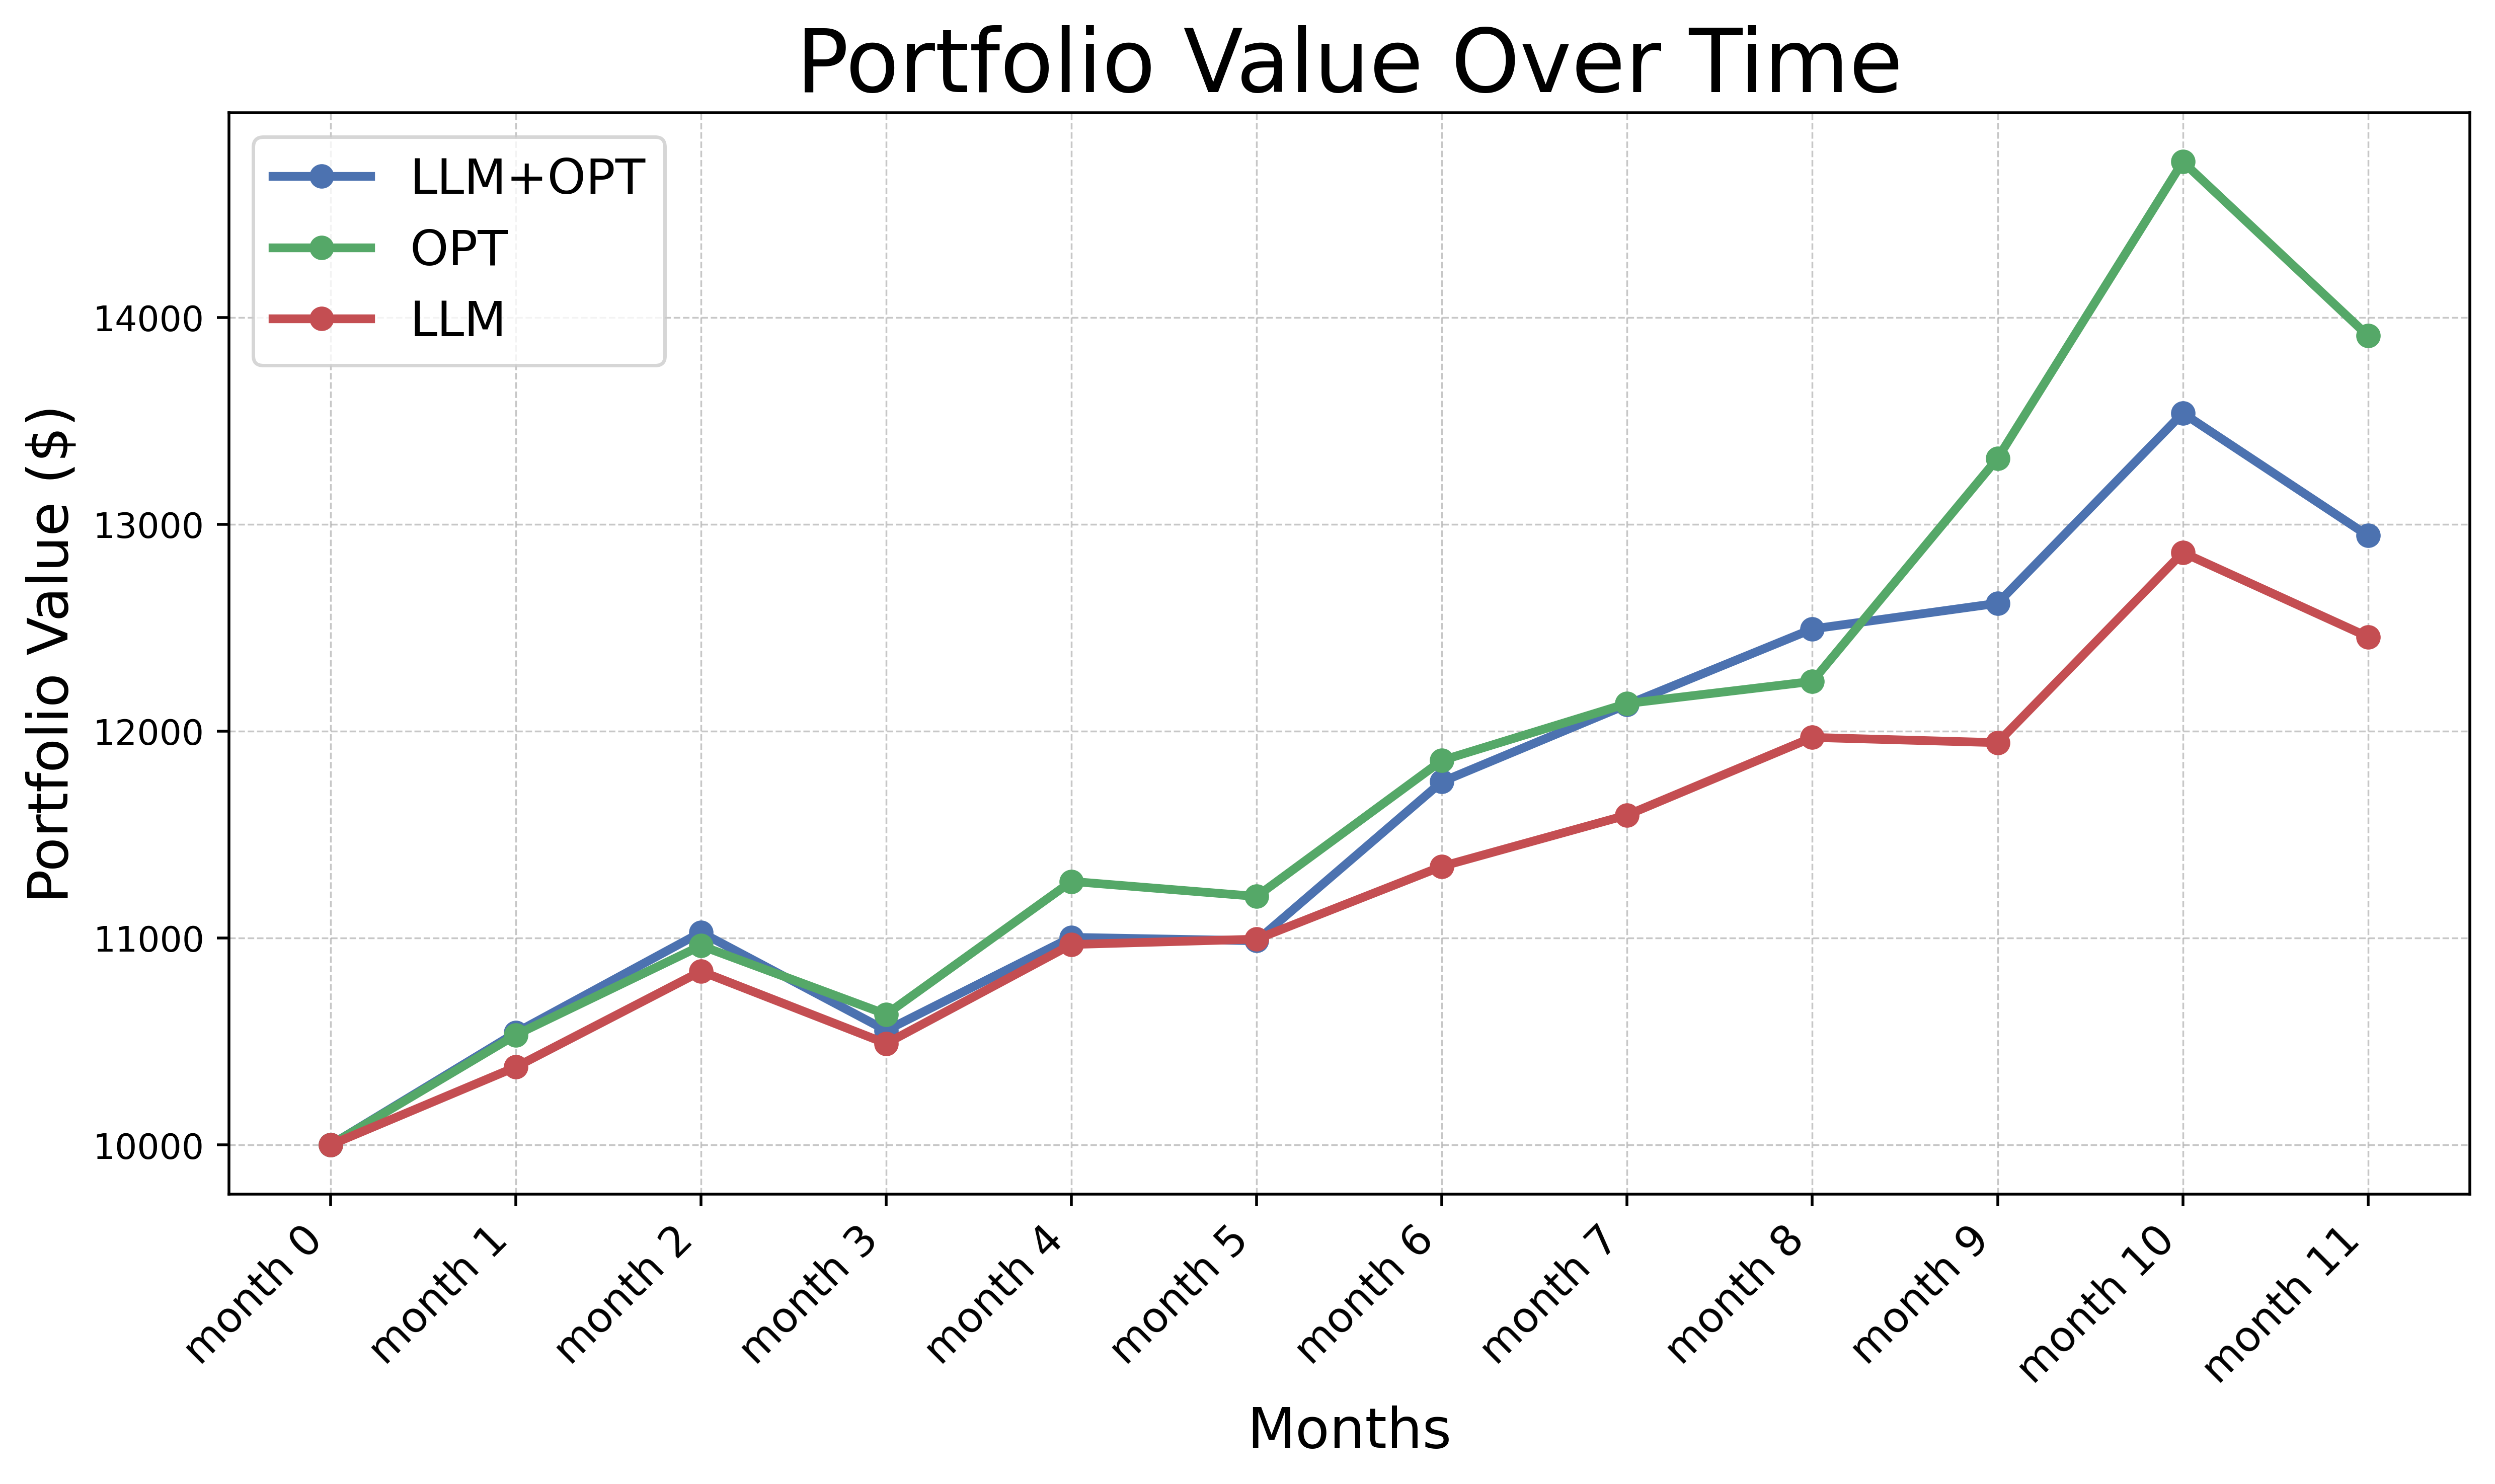 Portfolio Value Over Time
LLM+OPT
OPT
LLM
Portfolio Value ($)
14000
13000
12000
11000
10000
month 0
month 1
month 2
month 3
month 4
month 5
month 6
month 7
month 8
month 9
month 10
month 11
Months